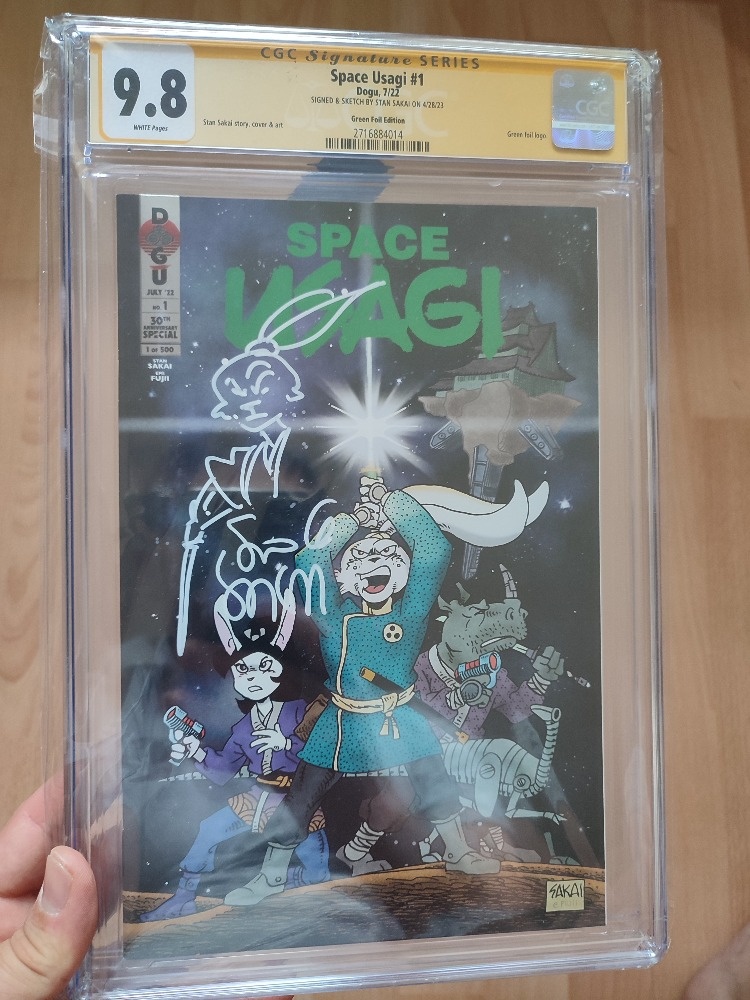 CGC Signature SERIES
9.8
WHITE Pages
Space Usagi #1
Dogu, 7/22
SIGNED & SKETCH BY STAN SAKAI ON 4/28/23
Stan Sakai story, cover & art
Green Foil Edition
Green foil logo
2716884014
CGC
DOGU
JULY '22
NO. 1
30TH
ANNIVERSARY
SPECIAL
1 OF 500
STAN
SAKAI
EMI
FUJII
SPACE
USAGI
SAKAI